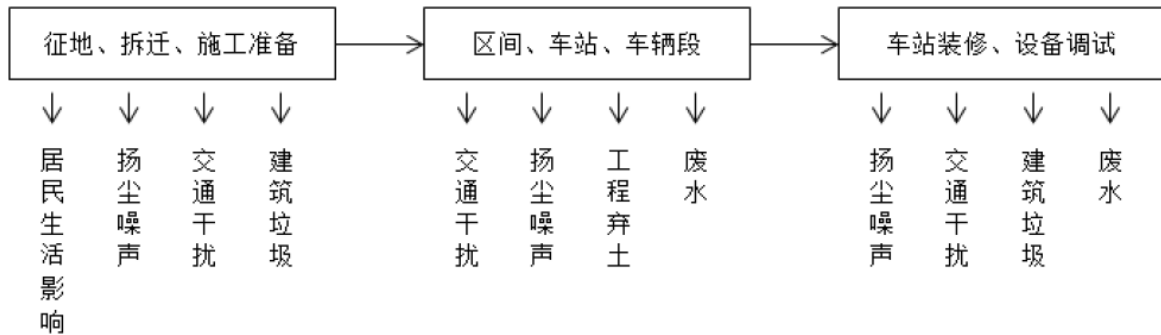 征地、拆迁、施工准备
区间、车站、车辆段
车站装修、设备调试
居民生活影响
扬尘噪声
交通干扰
建筑垃圾
交通干扰
扬尘噪声
工程弃土
废水
扬尘噪声
交通干扰
建筑垃圾
废水